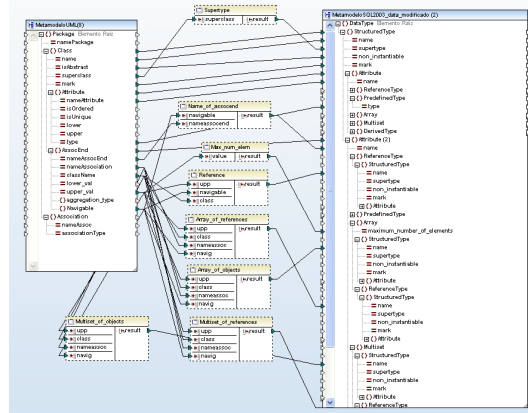 MetamodeloUML(8)
Package Elemento Raiz
namePackage
Class
name
isAbstract
superclass
mark
Attribute
nameAttribute
isOrdered
isUnique
lower
upper
type
AssocEnd
nameAssocEnd
nameAssociation
className
lower_val
upper_val
aggregation_type
Navigable
Association
nameAssoc
associationType
Supertype
superclass result
Name_of_assocend
navigable result
nameassocend
Max_num_elem
value result
Reference
upp result
navigable
class
Array_of_references
upp result
class
nameassoc
navig
Array_of_objects
upp result
class
nameassoc
navig
Multiset_of_objects
upp result
class
nameassoc
navig
Multiset_of_references
upp result
class
nameassoc
navig
MetamodeloSQL2003_data_modificado (2)
DataType Elemento Raiz
StructuredType
name
supertype
non_instantiable
mark
Attribute
name
ReferenceType
PredefinedType
type
Array
Multiset
DerivedType
Attribute (2)
name
ReferenceType
StructuredType
name
supertype
non_instantiable
mark
Attribute
PredefinedType
Array
maximum_number_of_elements
StructuredType
name
supertype
non_instantiable
mark
Attribute
ReferenceType
StructuredType
name
supertype
non_instantiable
mark
Attribute
Multiset
StructuredType
name
supertype
non_instantiable
mark
Attribute
ReferenceType